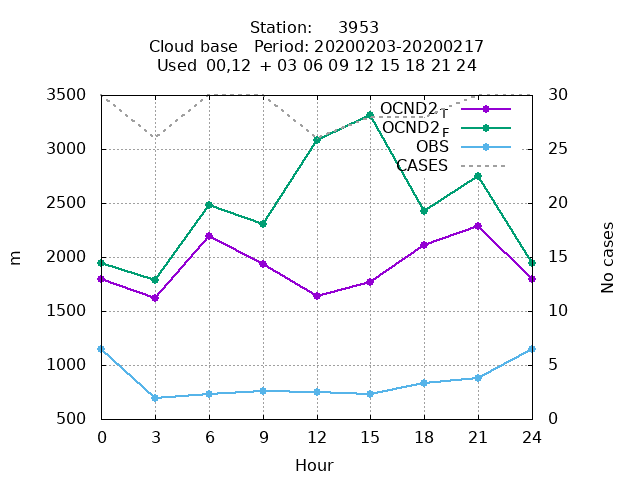 Station: 3953
Cloud base Period: 20200203-20200217
Used 00,12 + 03 06 09 12 15 18 21 24
3500 30
OCND2 T
OCND2 F
3000 25
OBS
CASES
2500 20
2000 15
m
No cases
1500 10
1000 5
500 0
0 3 6 9 12 15 18 21 24
Hour